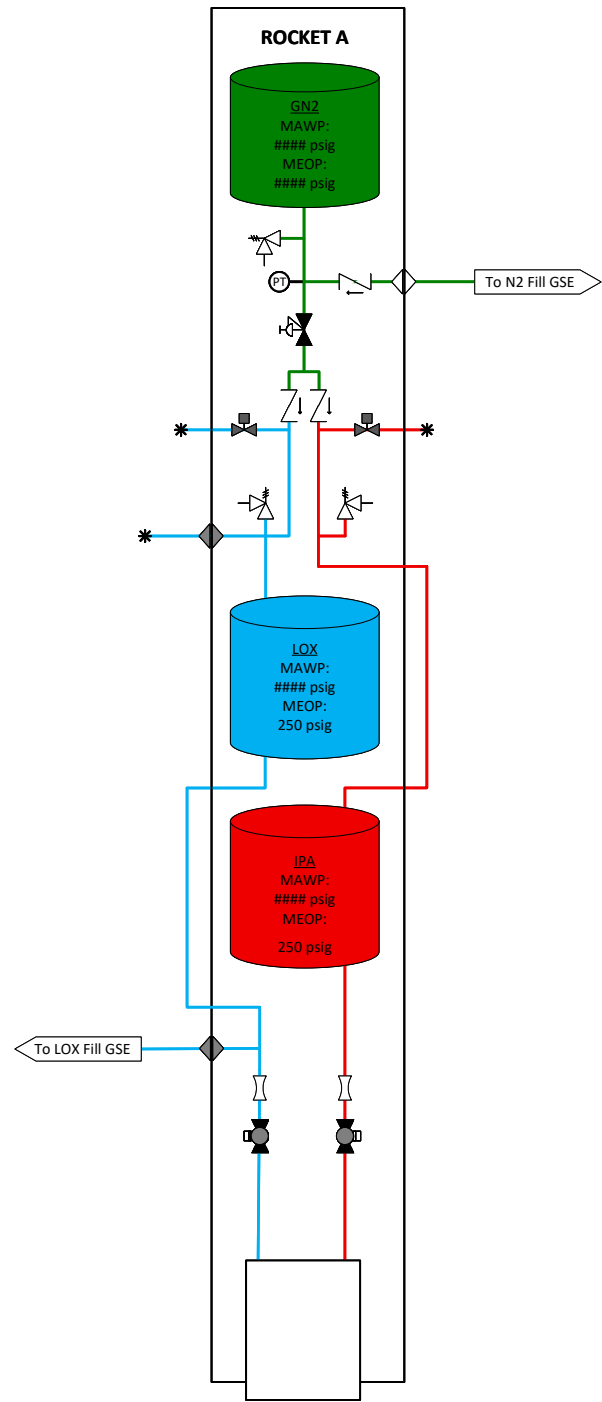 ROCKET A
GN2
MAWP:
#### psig
MEOP:
#### psig
PT
To N2 Fill GSE
LOX
MAWP:
#### psig
MEOP:
250 psig
IPA
MAWP:
#### psig
MEOP:
250 psig
To LOX Fill GSE